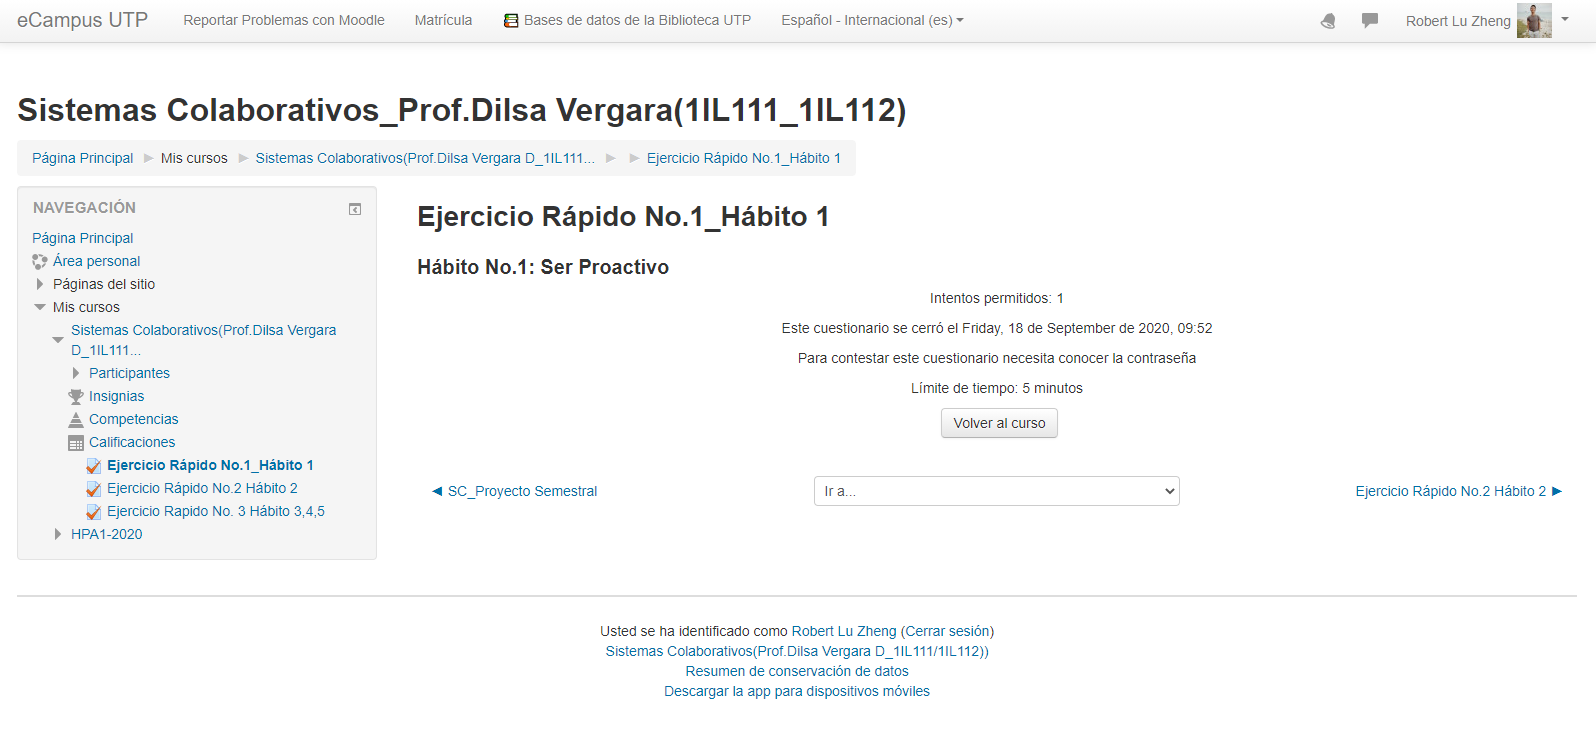 eCampus UTP
Reportar Problemas con Moodle
Matrícula
Bases de datos de la Biblioteca UTP
Español - Internacional (es)
Robert Lu Zheng
Sistemas Colaborativos_Prof.Dilsa Vergara(1IL111_1IL112)
Página Principal ► Mis cursos ► Sistemas Colaborativos(Prof.Dilsa Vergara D_1IL111... ► ► Ejercicio Rápido No.1_Hábito 1
NAVEGACIÓN
Página Principal
Área personal
Páginas del sitio
Mis cursos
Sistemas Colaborativos(Prof.Dilsa Vergara
D_1IL111...
Participantes
Insignias
Competencias
Calificaciones
Ejercicio Rápido No.1_Hábito 1
Ejercicio Rápido No.2 Hábito 2
Ejercicio Rapido No. 3 Hábito 3,4,5
HPA1-2020
Ejercicio Rápido No.1_Hábito 1
Hábito No.1: Ser Proactivo
Intentos permitidos: 1
Este cuestionario se cerró el Friday, 18 de September de 2020, 09:52
Para contestar este cuestionario necesita conocer la contraseña
Límite de tiempo: 5 minutos
Volver al curso
◄ SC_Proyecto Semestral
Ir a...
Ejercicio Rápido No.2 Hábito 2 ►
Usted se ha identificado como Robert Lu Zheng (Cerrar sesión)
Sistemas Colaborativos(Prof.Dilsa Vergara D_1IL111/1IL112))
Resumen de conservación de datos
Descargar la app para dispositivos móviles